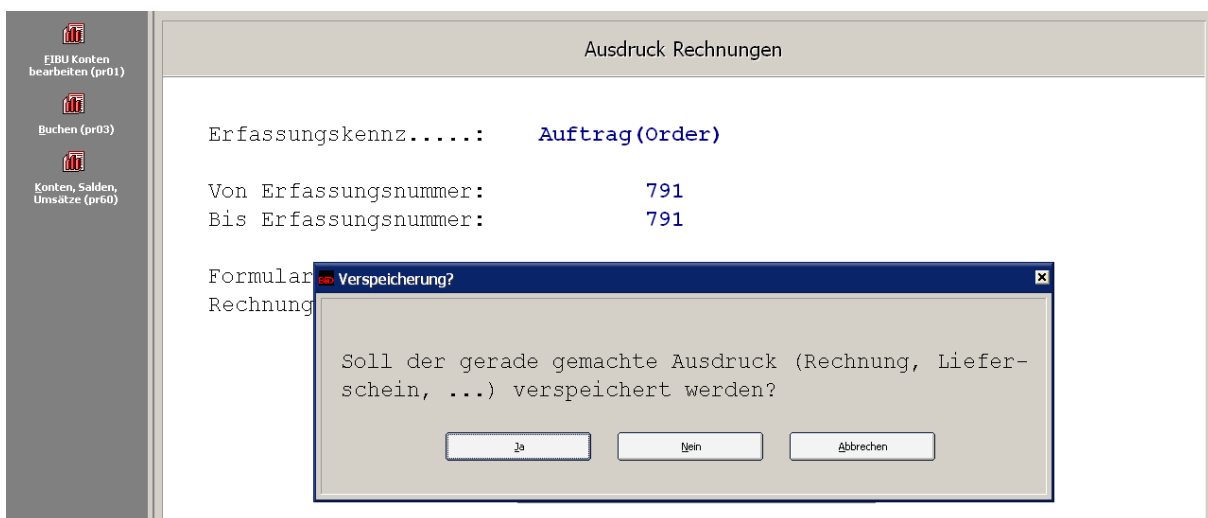 FIBU Konten
bearbeiten (pr01)
Buchen (pr03)
Konten, Salden,
Umsätze (pr60)
Ausdruck Rechnungen
Erfassungskennz.....: Auftrag(Order)
Von Erfassungsnummer: 791
Bis Erfassungsnummer: 791
Formular
Rechnung
Verspeicherung?
Soll der gerade gemachte Ausdruck (Rechnung, Liefer-
schein, ...) verspeichert werden?
Ja Nein Abbrechen